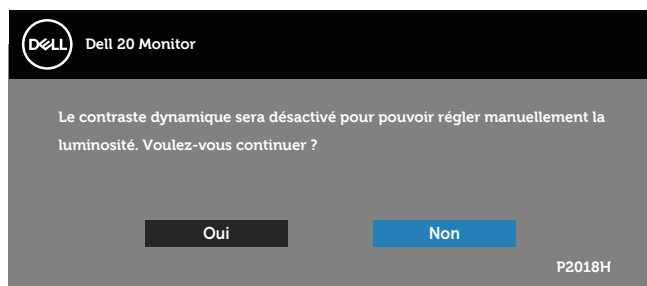 DELL
Dell 20 Monitor
Le contraste dynamique sera désactivé pour pouvoir régler manuellement la
luminosité. Voulez-vous continuer ?
Oui
Non
P2018H